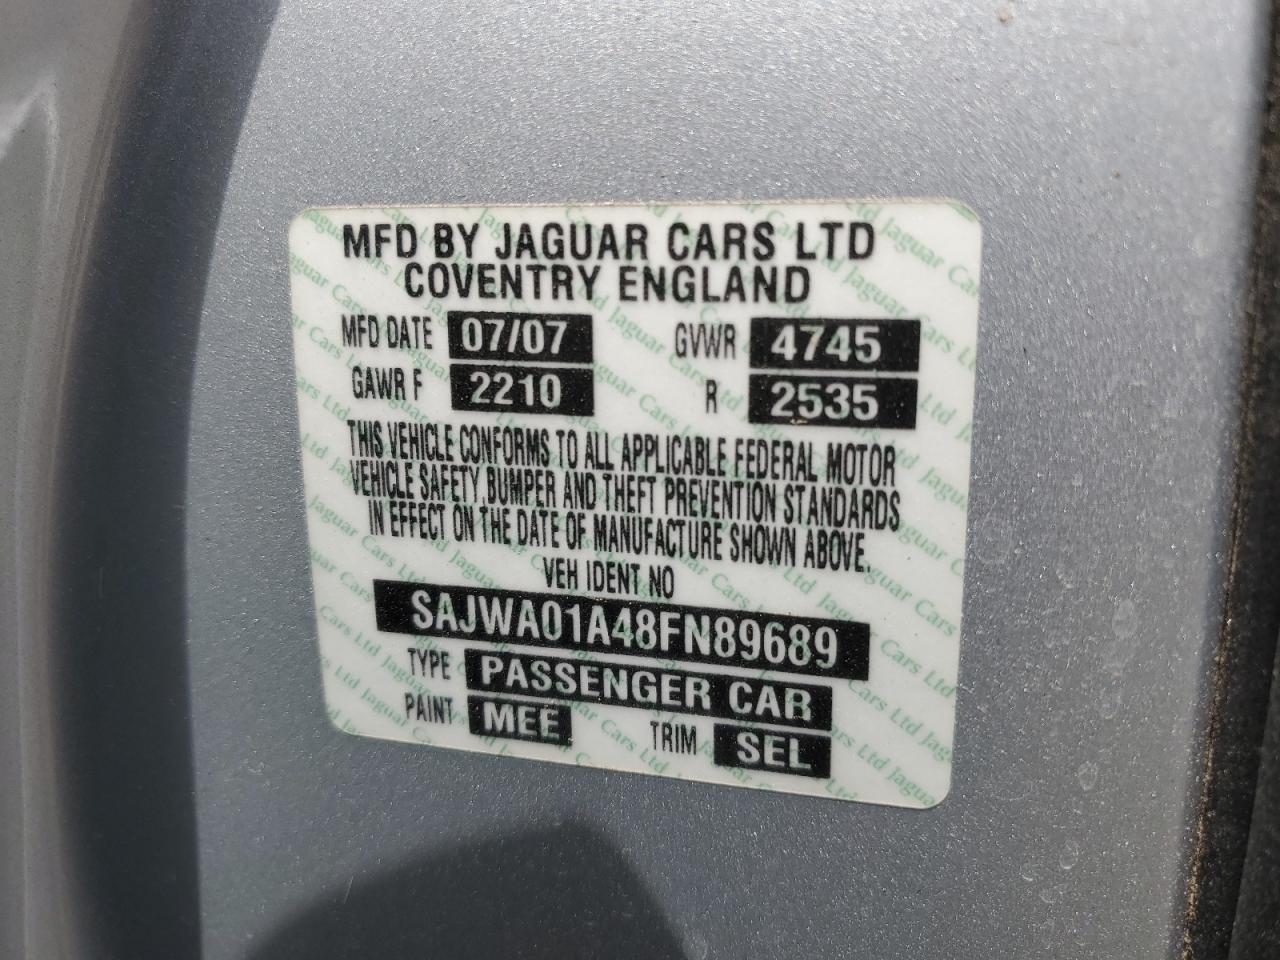 MFD BY JAGUAR CARS LTD
COVENTRY ENGLAND
MFD DATE 07/07 GVWR 4745
GAWR F 2210 R 2535
THIS VEHICLE CONFORMS TO ALL APPLICABLE FEDERAL MOTOR
VEHICLE SAFETY, BUMPER AND THEFT PREVENTION STANDARDS
IN EFFECT ON THE DATE OF MANUFACTURE SHOWN ABOVE.
VEH IDENT NO
SAJWA01A48FN89689
TYPE PASSENGER CAR
PAINT MEE TRIM SEL